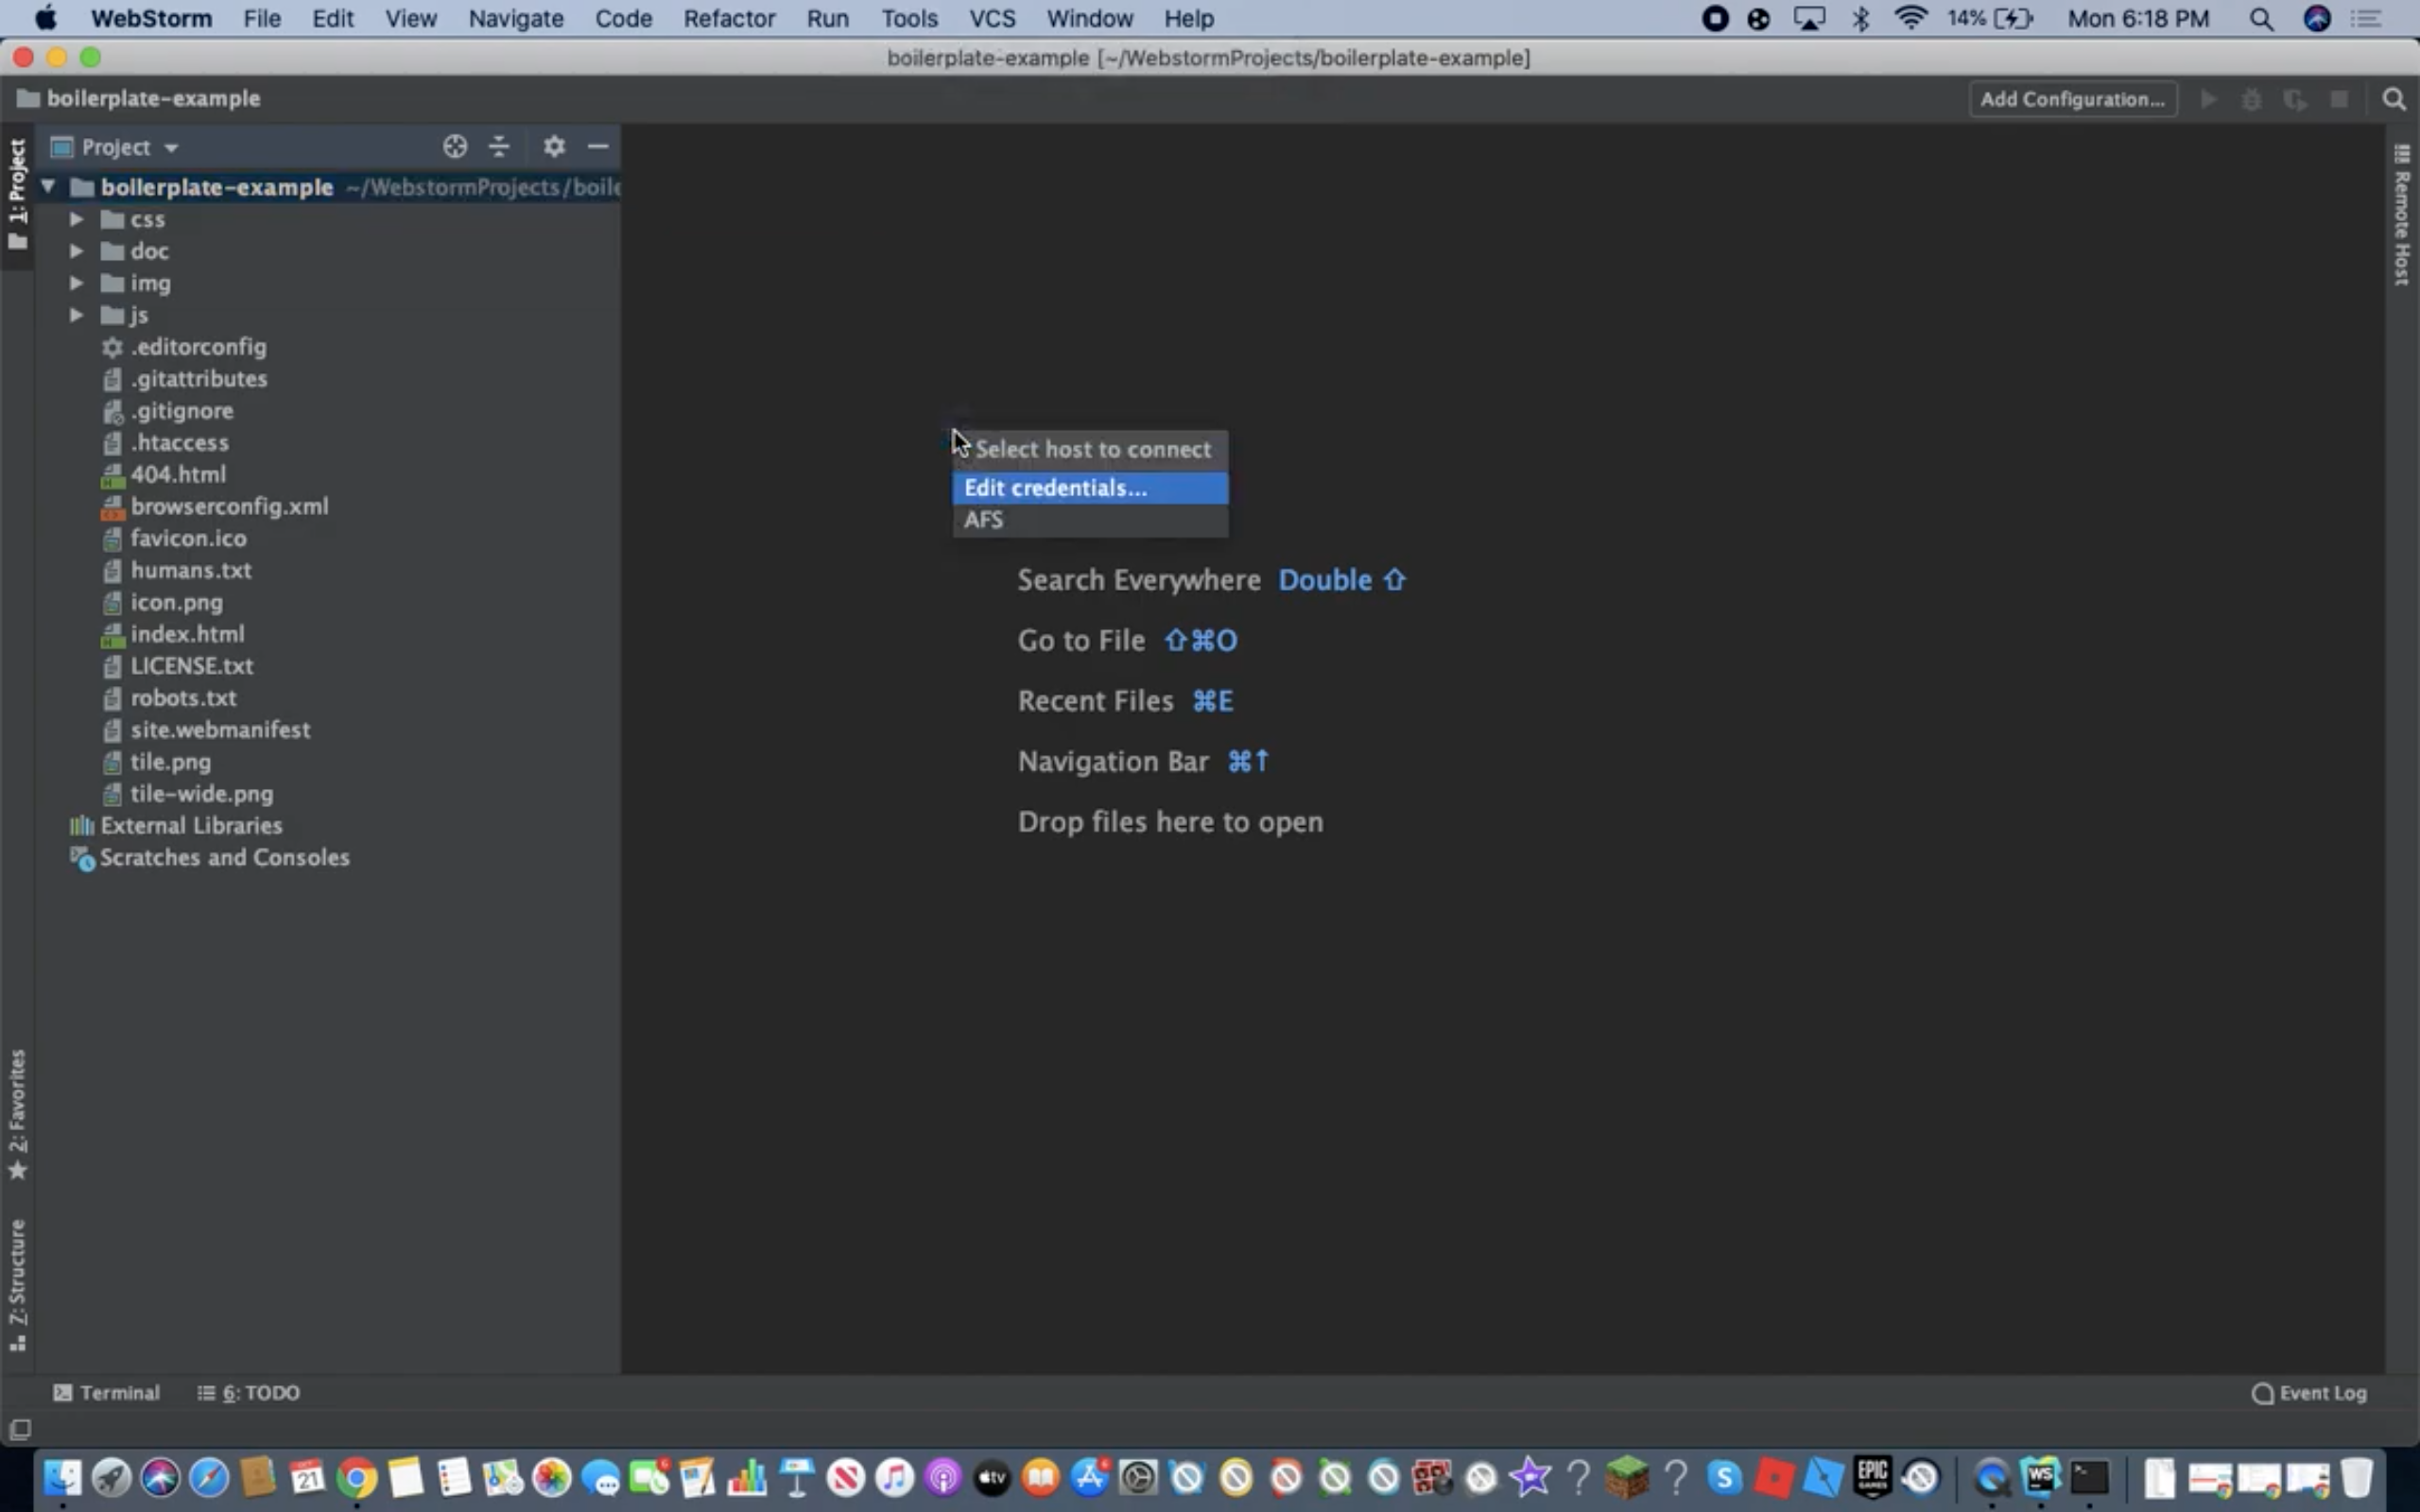 WebStorm File Edit View Navigate Code Refactor Run Tools VCS Window Help 14% Mon 6:18 PM
boilerplate-example [~/WebstormProjects/boilerplate-example]
boilerplate-example Add Configuration...
1: Project
Project
boilerplate-example ~/WebstormProjects/boile
css
doc
img
js
.editorconfig
.gitattributes
.gitignore
.htaccess
404.html
browserconfig.xml
favicon.ico
humans.txt
icon.png
index.html
LICENSE.txt
robots.txt
site.webmanifest
tile.png
tile-wide.png
External Libraries
Scratches and Consoles
Select host to connect
Edit credentials...
AFS
Search Everywhere Double ⇧
Go to File ⇧⌘O
Recent Files ⌘E
Navigation Bar ⌘↑
Drop files here to open
Remote Host
2: Favorites
Z: Structure
Terminal 6: TODO Event Log
21
tv
S
EPIC
GAMES
WS